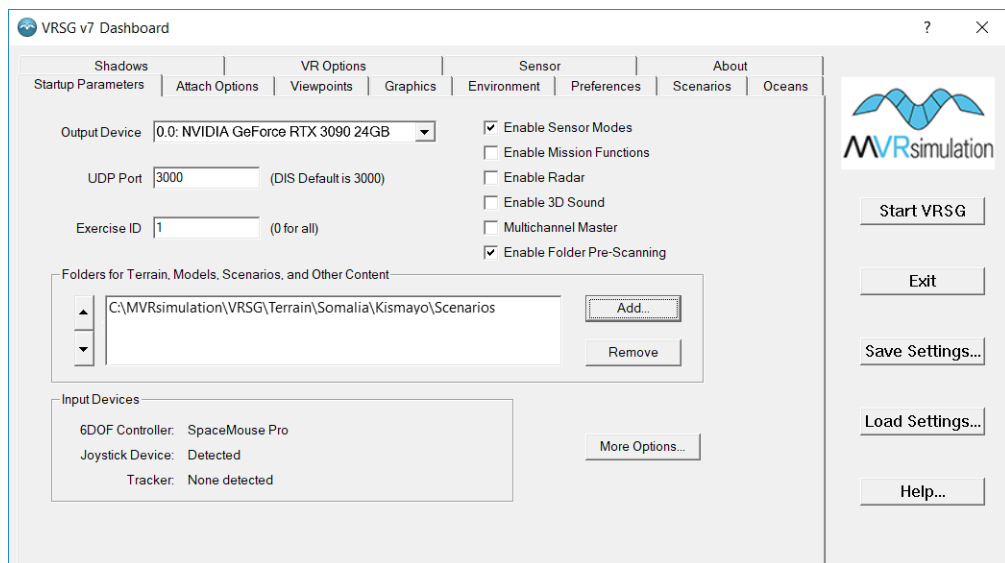 VRSG v7 Dashboard
?
Shadows VR Options Sensor About
Startup Parameters Attach Options Viewpoints Graphics Environment Preferences Scenarios Oceans
Output Device 0.0: NVIDIA GeForce RTX 3090 24GB
UDP Port 3000 (DIS Default is 3000)
Exercise ID 1 (0 for all)
Enable Sensor Modes
Enable Mission Functions
Enable Radar
Enable 3D Sound
Multichannel Master
Enable Folder Pre-Scanning
Folders for Terrain, Models, Scenarios, and Other Content
C:\MVRsimulation\VRSG\Terrain\Somalia\Kismayo\Scenarios
Add...
Remove
Input Devices
6DOF Controller: SpaceMouse Pro
Joystick Device: Detected
Tracker: None detected
More Options...
MVRsimulation
Start VRSG
Exit
Save Settings...
Load Settings...
Help...